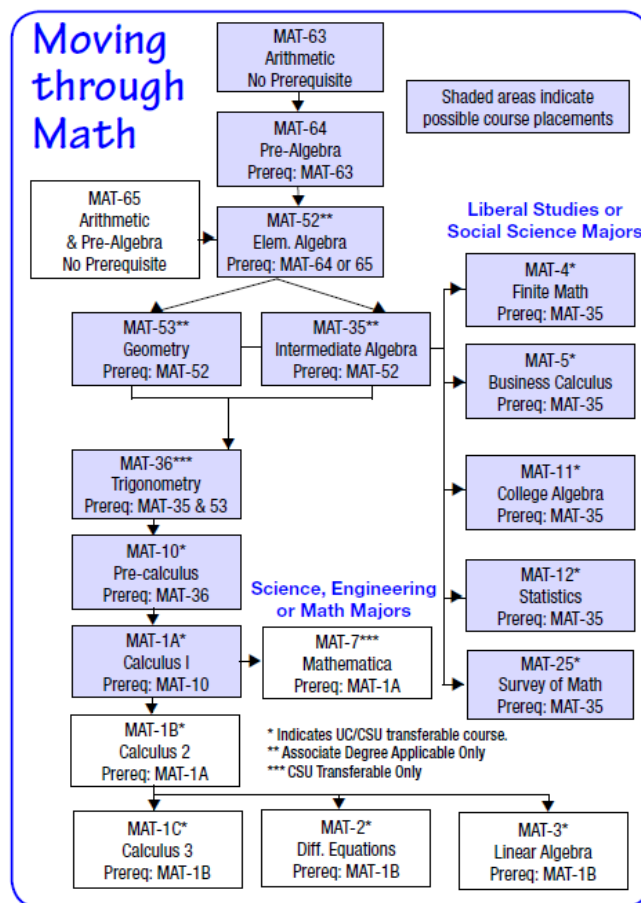 Moving
through
Math
MAT-63
Arithmetic
No Prerequisite
Shaded areas indicate
possible course placements
MAT-64
Pre-Algebra
Prereq: MAT-63
MAT-65
Arithmetic
& Pre-Algebra
No Prerequisite
MAT-52**
Elem. Algebra
Prereq: MAT-64 or 65
Liberal Studies or
Social Science Majors
MAT-4*
Finite Math
Prereq: MAT-35
MAT-53**
Geometry
Prereq: MAT-52
MAT-35**
Intermediate Algebra
Prereq: MAT-52
MAT-5*
Business Calculus
Prereq: MAT-35
MAT-36***
Trigonometry
Prereq: MAT-35 & 53
MAT-11*
College Algebra
Prereq: MAT-35
MAT-10*
Pre-calculus
Prereq: MAT-36
Science, Engineering
or Math Majors
MAT-12*
Statistics
Prereq: MAT-35
MAT-1A*
Calculus I
Prereq: MAT-10
MAT-7***
Mathematica
Prereq: MAT-1A
MAT-25*
Survey of Math
Prereq: MAT-35
MAT-1B*
Calculus 2
Prereq: MAT-1A
* Indicates UC/CSU transferable course.
** Associate Degree Applicable Only
*** CSU Transferable Only
MAT-1C*
Calculus 3
Prereq: MAT-1B
MAT-2*
Diff. Equations
Prereq: MAT-1B
MAT-3*
Linear Algebra
Prereq: MAT-1B